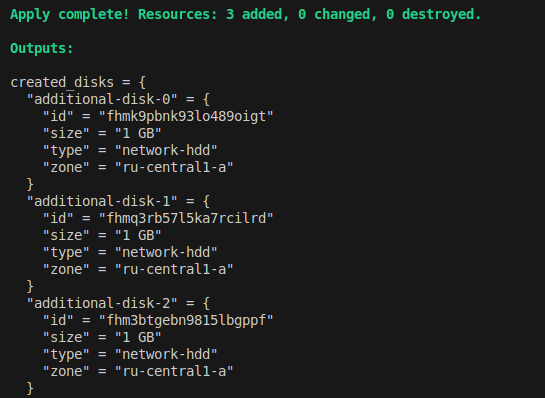 Apply complete! Resources: 3 added, 0 changed, 0 destroyed.
Outputs:
created_disks = {
"additional-disk-0" = {
"id" = "fhmk9pbnk93lo489oigt"
"size" = "1 GB"
"type" = "network-hdd"
"zone" = "ru-central1-a"
}
"additional-disk-1" = {
"id" = "fhmq3rb57l5ka7rcilrd"
"size" = "1 GB"
"type" = "network-hdd"
"zone" = "ru-central1-a"
}
"additional-disk-2" = {
"id" = "fhm3btgebn9815lbgppf"
"size" = "1 GB"
"type" = "network-hdd"
"zone" = "ru-central1-a"
}